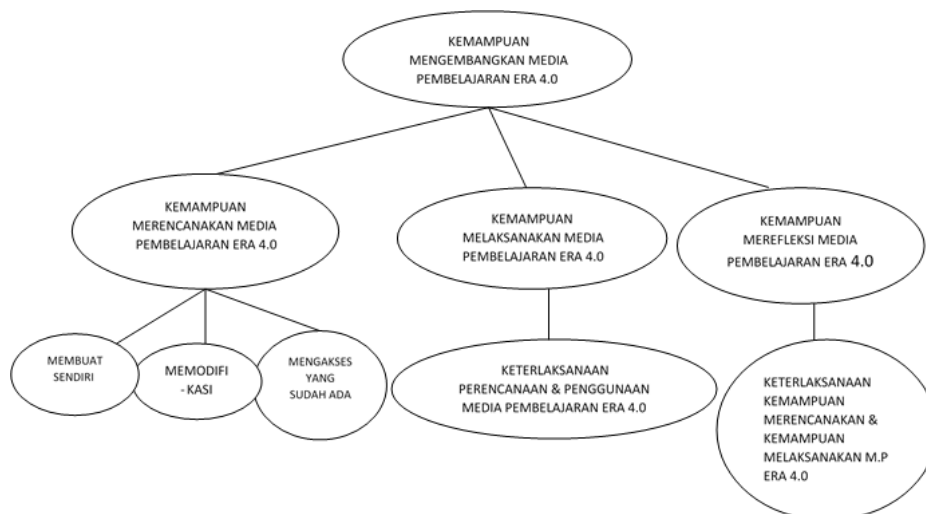 KEMAMPUAN
MENGEMBANGKAN MEDIA
PEMBELAJARAN ERA 4.0
KEMAMPUAN
MERENCANAKAN MEDIA
PEMBELAJARAN ERA 4.0
KEMAMPUAN
MELAKSANAKAN MEDIA
PEMBELAJARAN ERA 4.0
KEMAMPUAN
MEREFLEKSI MEDIA
PEMBELAJARAN ERA 4.0
MEMBUAT
SENDIRI
MEMODIFI
- KASI
MENGAKSES
YANG
SUDAH ADA
KETERLAKSANAAN
PERENCANAAN & PENGGUNAAN
MEDIA PEMBELAJARAN ERA 4.0
KETERLAKSANAAN
KEMAMPUAN
MERENCANAKAN &
KEMAMPUAN
MELAKSANAKAN M.P
ERA 4.0